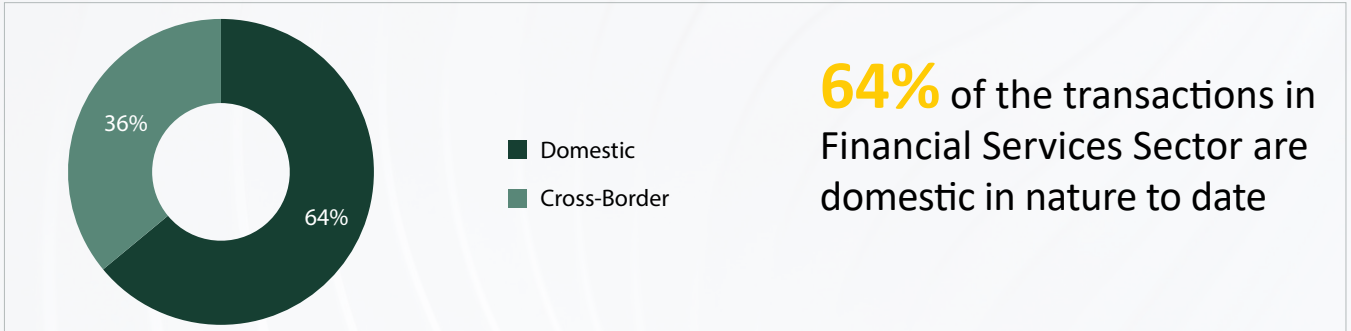 36%
64%
Domestic
Cross-Border
64% of the transactions in
Financial Services Sector are
domestic in nature to date